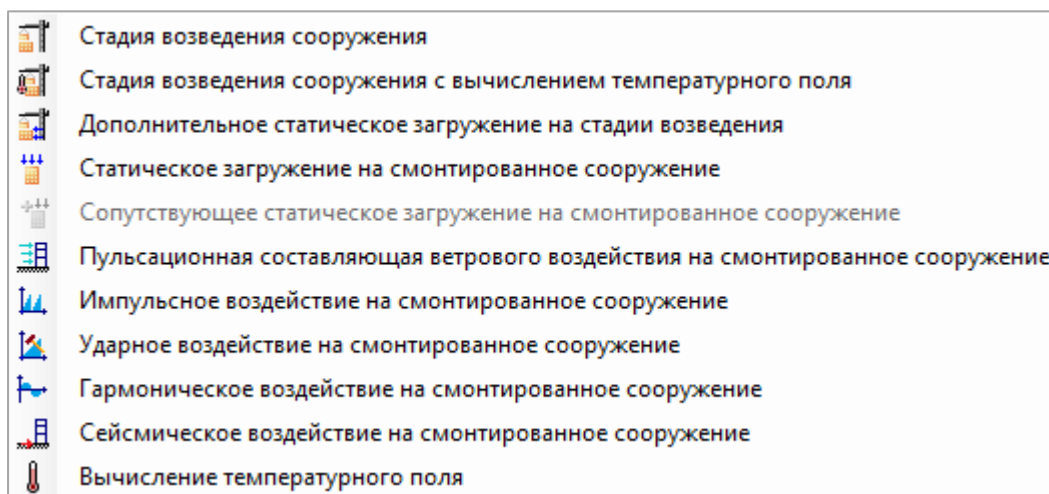 Стадия возведения сооружения
Стадия возведения сооружения с вычислением температурного поля
Дополнительное статическое загружение на стадии возведения
Статическое загружение на смонтированное сооружение
Сопутствующее статическое загружение на смонтированное сооружение
Пульсационная составляющая ветрового воздействия на смонтированное сооружение
Импульсное воздействие на смонтированное сооружение
Ударное воздействие на смонтированное сооружение
Гармоническое воздействие на смонтированное сооружение
Сейсмическое воздействие на смонтированное сооружение
Вычисление температурного поля